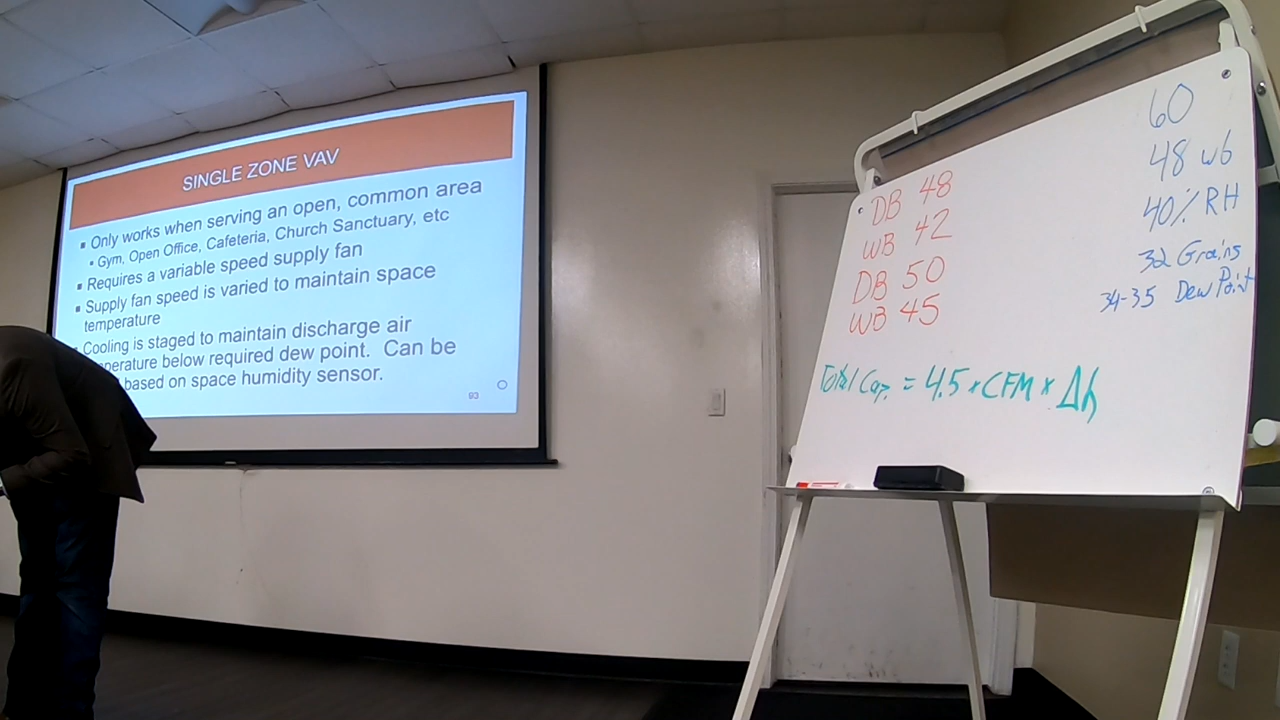 SINGLE ZONE VAV
▪ Only works when serving an open, common area
• Gym, Open Office, Cafeteria, Church Sanctuary, etc
▪ Requires a variable speed supply fan
▪ Supply fan speed is varied to maintain space
temperature
Cooling is staged to maintain discharge air
perature below required dew point. Can be
based on space humidity sensor.
93
DB 48
WB 42
DB 50
WB 45
Total Cap. = 4.5 × CFM × Δh
60
48 wb
40% RH
32 Grains
34-35 Dew Point